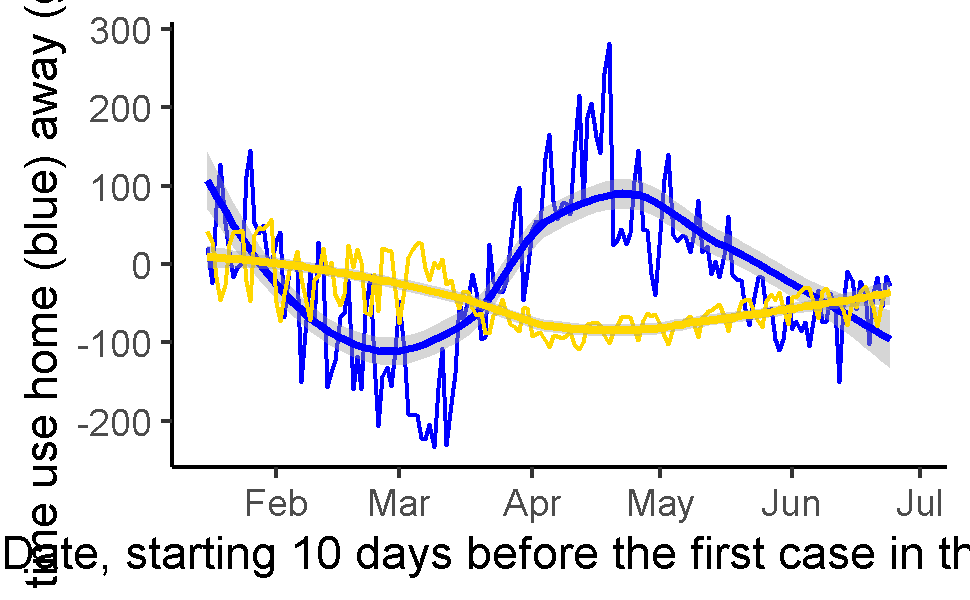 300
200
100
0
-100
-200
Feb Mar Apr May Jun Jul
time use home (blue) away (
Date, starting 10 days before the first case in th